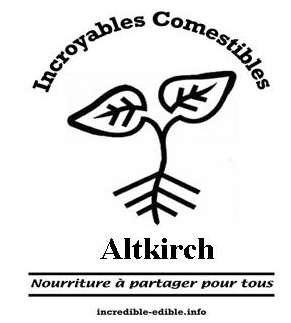 Incroyables Comestibles
Altkirch
Nourriture à partager pour tous
incredible-edible.info